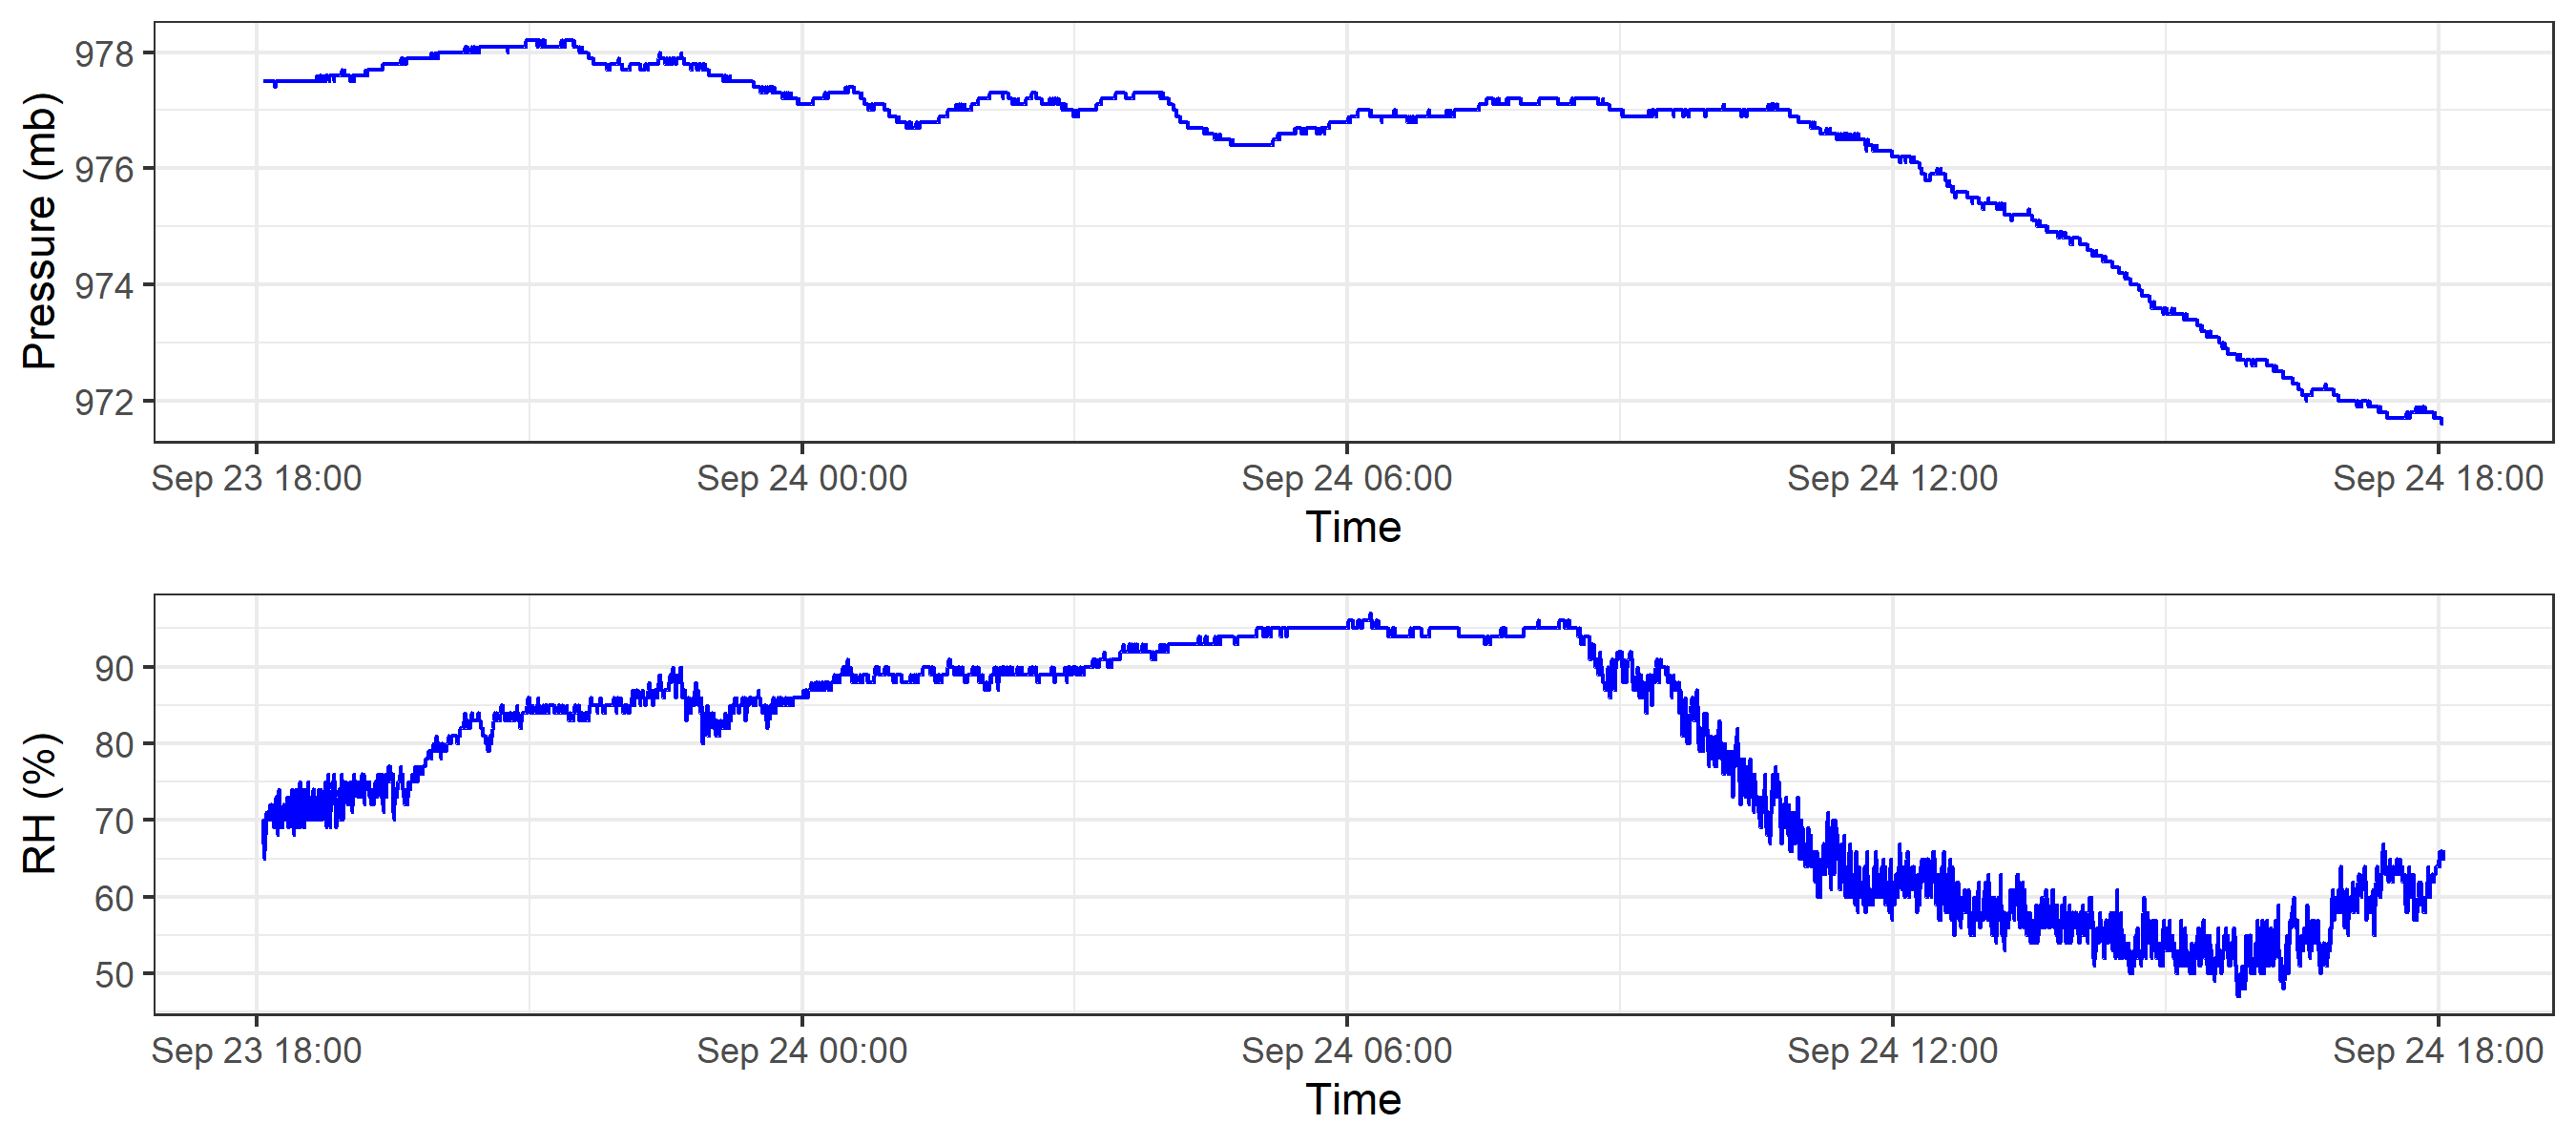 Pressure (mb)
978
976
974
972
Sep 23 18:00
Sep 24 00:00
Sep 24 06:00
Sep 24 12:00
Sep 24 18:00
Time
RH (%)
90
80
70
60
50
Sep 23 18:00
Sep 24 00:00
Sep 24 06:00
Sep 24 12:00
Sep 24 18:00
Time